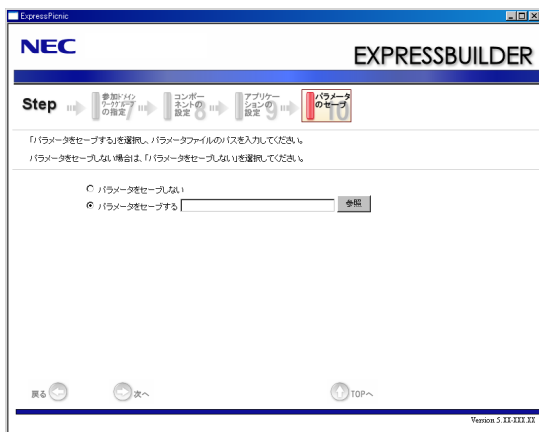 ExpressPicnic
NEC
EXPRESSBUILDER
Step
参加ドメイン
ワークグループ
の指定 7
コンポー
ネントの
設定 8
アプリケー
ションの
設定 9
パラメータ
のセーブ
10
「パラメータをセーブする」を選択し、パラメータファイルのパスを入力してください。
パラメータをセーブしない場合は、「パラメータをセーブしない」を選択してください。
パラメータをセーブしない
パラメータをセーブする
参照
戻る
次へ
TOPへ
Version 5.XX-XXX.XX